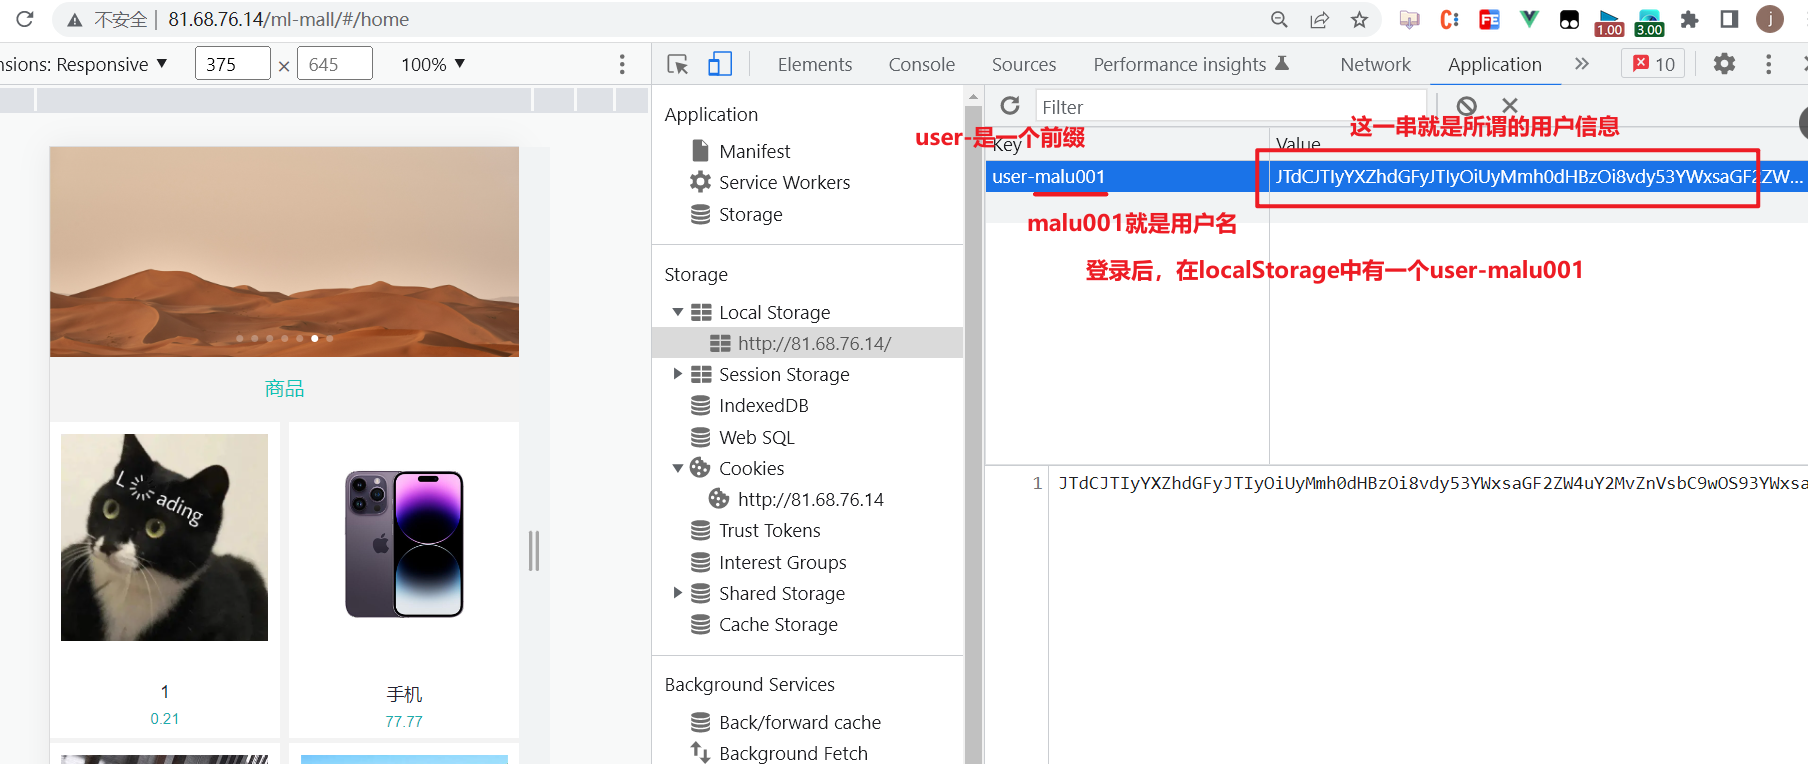 不安全 | 81.68.76.14/ml-mall/#/home
1.00
3.00
j
nsions: Responsive ▼ 375 × 645 100% ▼
Elements Console Sources Performance insights Network Application » 10
Application
Manifest
Service Workers
Storage
Storage
Local Storage
http://81.68.76.14/
Session Storage
IndexedDB
Web SQL
Cookies
http://81.68.76.14
Trust Tokens
Interest Groups
Shared Storage
Cache Storage
Background Services
Back/forward cache
Background Fetch
Filter
user-是一个前缀
这一串就是所谓的用户信息
Key Value
user-malu001 JTdCJTIyYXZhdGFyJTIyOiUyMmh0dHBzOi8vdy53YWxsaGF2ZW...
malu001就是用户名
登录后，在localStorage中有一个user-malu001
1 JTdCJTIyYXZhdGFyJTIyOiUyMmh0dHBzOi8vdy53YWxsaGF2ZW4uY2MvZnVsbC9wOS93YWxsa
商品
Loading
1
0.21
手机
77.77